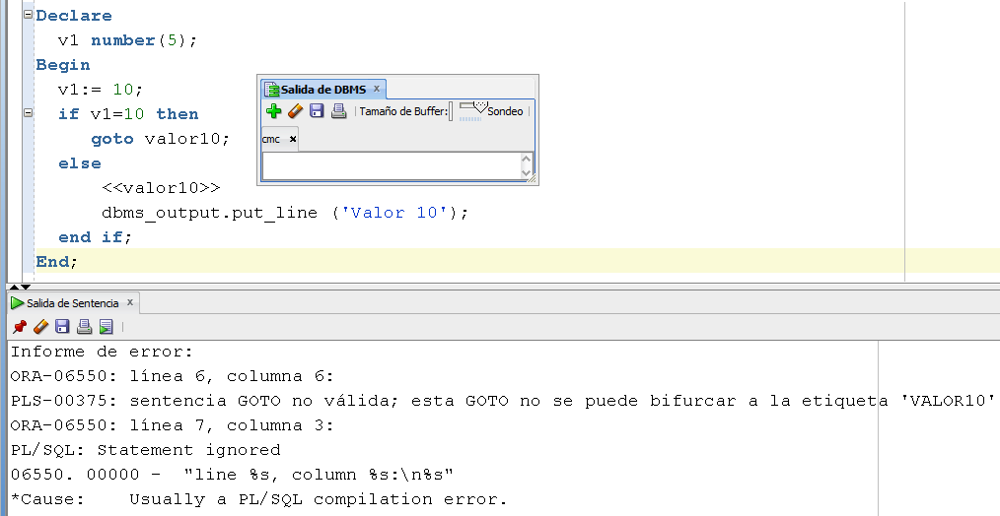 Declare
v1 number(5);
Begin
v1:= 10;
if v1=10 then
goto valor10;
else
<<valor10>>
dbms_output.put_line ('Valor 10');
end if;
End;
Salida de DBMS x
Tamaño de Buffer: Sondeo
cmc x
Salida de Sentencia x
Informe de error:
ORA-06550: línea 6, columna 6:
PLS-00375: sentencia GOTO no válida; esta GOTO no se puede bifurcar a la etiqueta 'VALOR10'
ORA-06550: línea 7, columna 3:
PL/SQL: Statement ignored
06550. 00000 - "line %s, column %s:\n%s"
*Cause: Usually a PL/SQL compilation error.